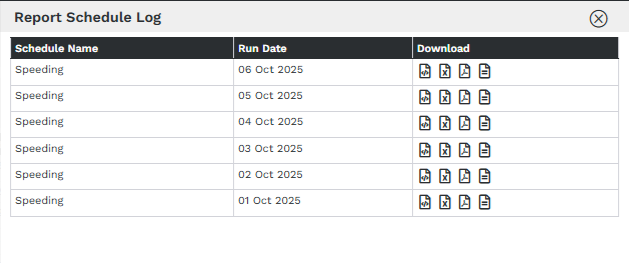 Report Schedule Log
Schedule Name Run Date Download
Speeding 06 Oct 2025
Speeding 05 Oct 2025
Speeding 04 Oct 2025
Speeding 03 Oct 2025
Speeding 02 Oct 2025
Speeding 01 Oct 2025